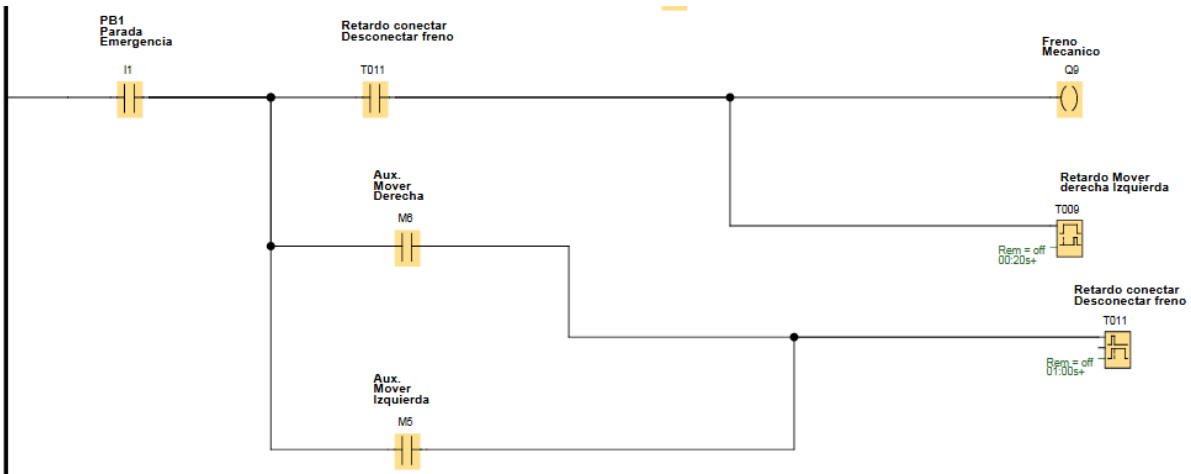 PB1
Parada
Emergencia
I1
Retardo conectar
Desconectar freno
T011
Freno
Mecanico
Q9
Retardo Mover
derecha Izquierda
T009
Rem = off
00:20s+
Aux.
Mover
Derecha
M6
Retardo conectar
Desconectar freno
T011
Rem = off
01:00s+
Aux.
Mover
Izquierda
M5